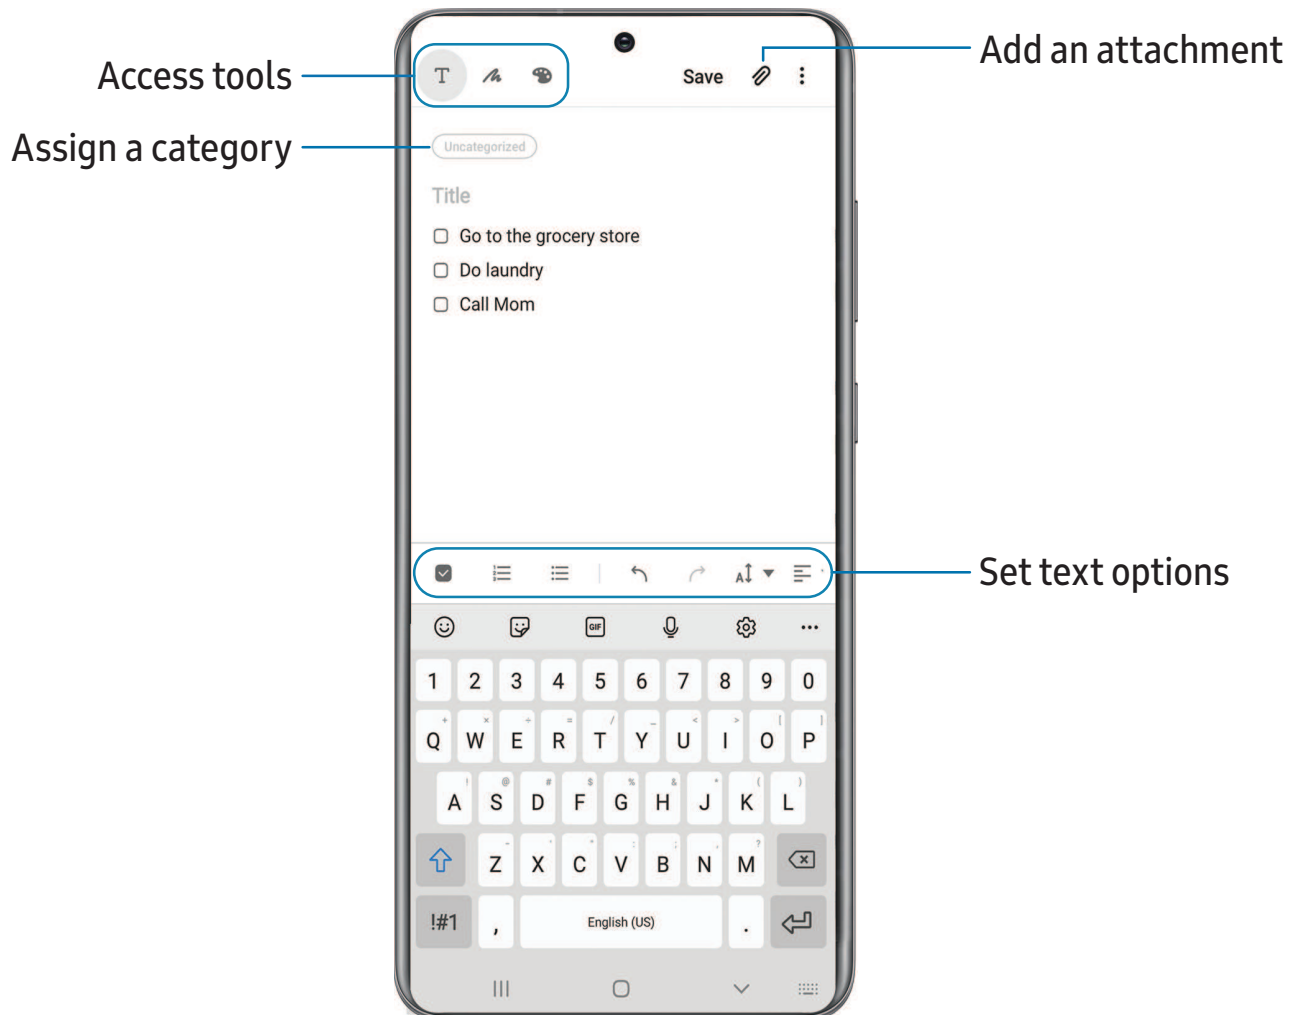 Access tools
Add an attachment
T
Save
Assign a category
Uncategorized
Title
Go to the grocery store
Do laundry
Call Mom
Set text options
A
GIF
1 2 3 4 5 6 7 8 9 0
+ × ÷ = / _ < > [ ]
Q W E R T Y U I O P
! @ # $ % & * ( )
A S D F G H J K L
- ' " : ; , ?
Z X C V B N M
!#1 , English (US) .